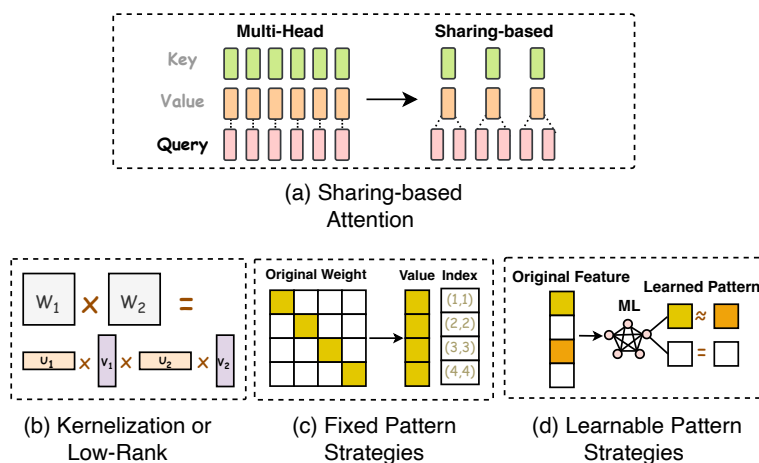 Multi-Head
Sharing-based
Key
Value
Query
(a) Sharing-based
Attention
W1 × W2 =
U1 × V1 × U2 × V2
(b) Kernelization or
Low-Rank
Original Weight
Value
Index
(1,1)
(2,2)
(3,3)
(4,4)
(c) Fixed Pattern
Strategies
Original Feature
ML
Learned Pattern
≈
=
(d) Learnable Pattern
Strategies